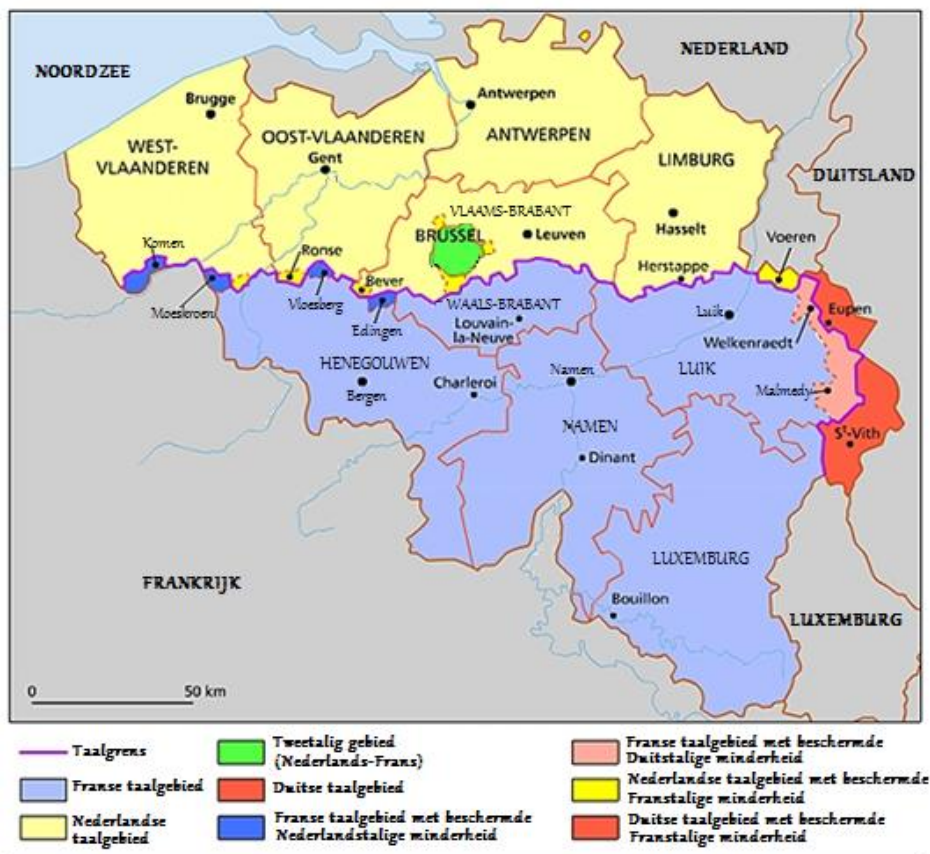 NOORDZEE
NEDERLAND
Brugge
Antwerpen
OOST-VLAANDEREN
ANTWERPEN
WEST-
VLAANDEREN
Gent
LIMBURG
DUITSLAND
VLAAMS-BRABANT
BRUSSEL
Leuven
Hasselt
Voeren
Komen
Ronse
Herstappe
Bever
Moeskroen
Vloesberg
Edingen
WAALS-BRABANT
Louvain-
la-Neuve
Luik
Eupen
Welkenraedt
HENEGOUWEN
Bergen
Charleroi
Namen
LUIK
Malmedy
NAMEN
St-Vith
Dinant
LUXEMBURG
FRANKRIJK
Bouillon
LUXEMBURG
0 50 km
Taalgrens
Franse taalgebied
Nederlandse
taalgebied
Tweetalig gebied
(Nederlands-Frans)
Duitse taalgebied
Franse taalgebied met beschermde
Nederlandstalige minderheid
Franse taalgebied met beschermde
Duitstalige minderheid
Nederlandse taalgebied met beschermde
Franstalige minderheid
Duitse taalgebied met beschermde
Franstalige minderheid